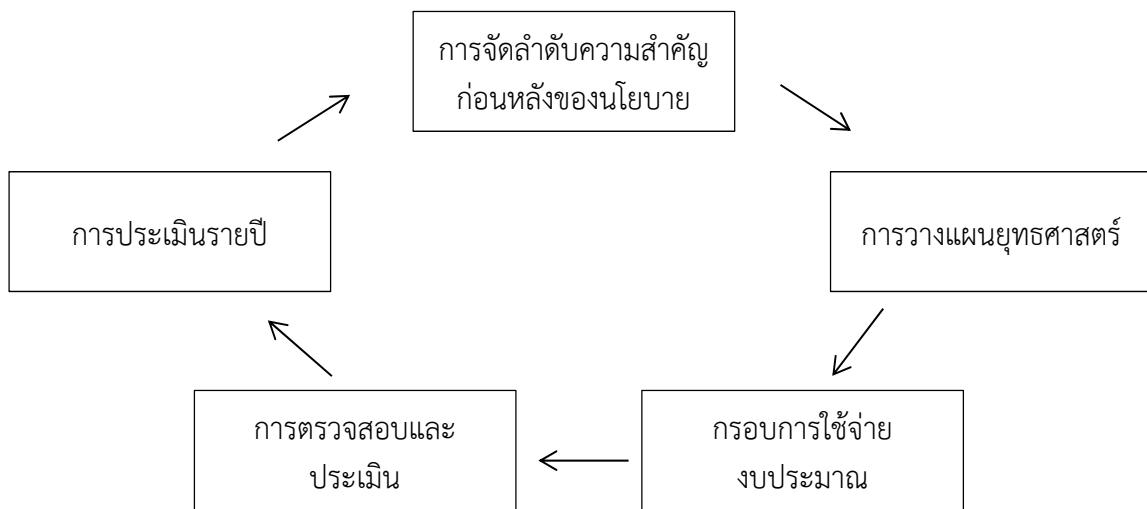 การจัดลำดับความสำคัญ
ก่อนหลังของนโยบาย
การประเมินรายปี
การวางแผนยุทธศาสตร์
การตรวจสอบและ
ประเมิน
กรอบการใช้จ่าย
งบประมาณ